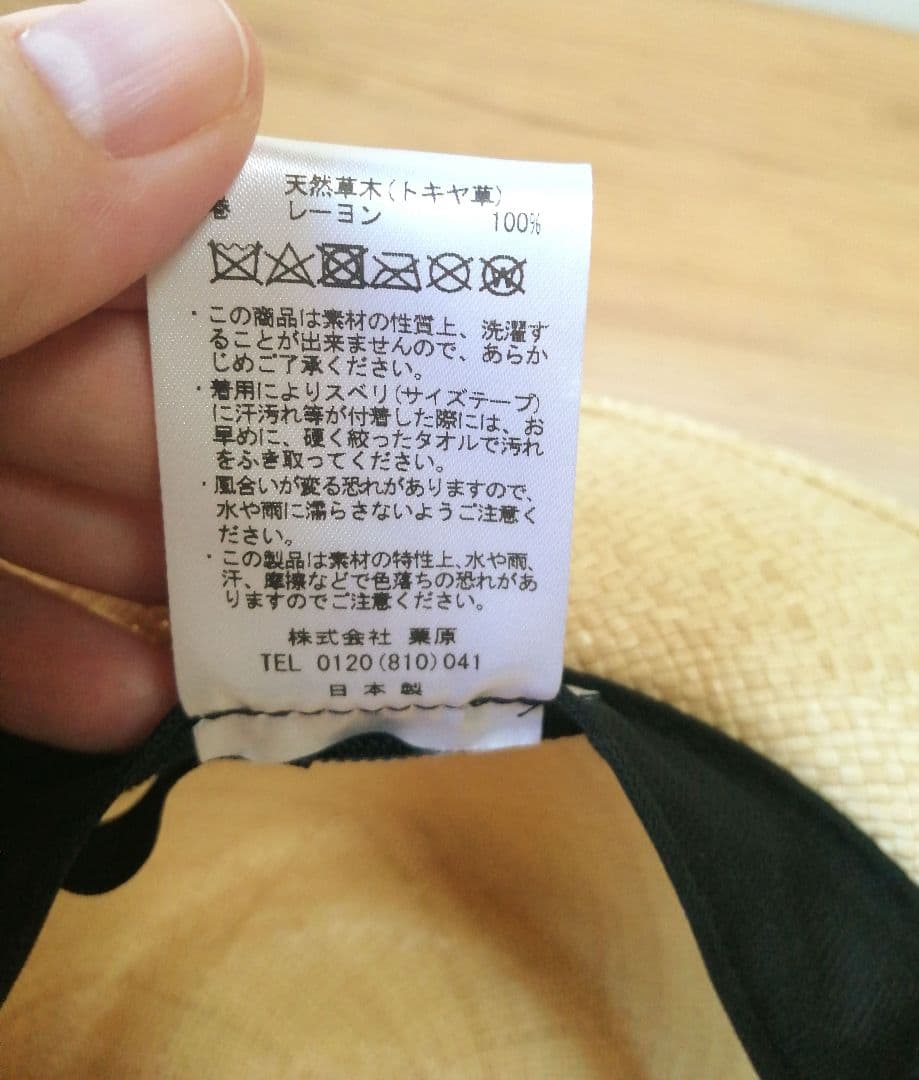 天然草木(トキヤ草)
巻 レーヨン 100%
・この商品は素材の性質上、洗濯す
ることが出来ませんので、あらか
じめご了承ください。
・着用によりスベリ(サイズテープ)
に汗汚れ等が付着した際には、お
早めに、硬く絞ったタオルで汚れ
をふき取ってください。
・風合いが変る恐れがありますので、
水や雨に濡らさないようご注意く
ださい。
・この製品は素材の特性上、水や雨、
汗、摩擦などで色落ちの恐れがあ
りますのでご注意ください。
株式会社 栗原
TEL 0120(810)041
日本製